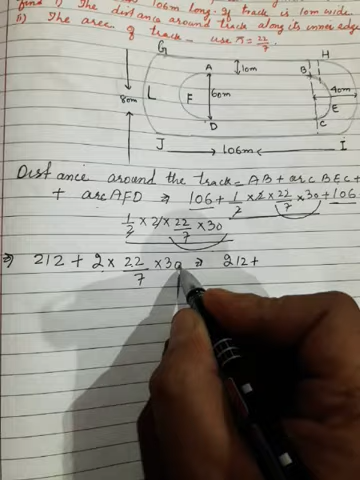 find i) The distance around track along its inner edge
106m long. If track is 10m wide
ii) The area of track. use π = 22/7
G H
A 10m B
80m L F 60m 40m
E
D C
J → 106m ← I
Distance around the track = AB + arc BEC +
+ arc AFD ⇒ 106 + 1/2 × 2 × 22/7 × 30 + 106
1/2 × 2 × 22/7 × 30
⇒ 212 + 2 × 22/7 × 30 ⇒ 212 +